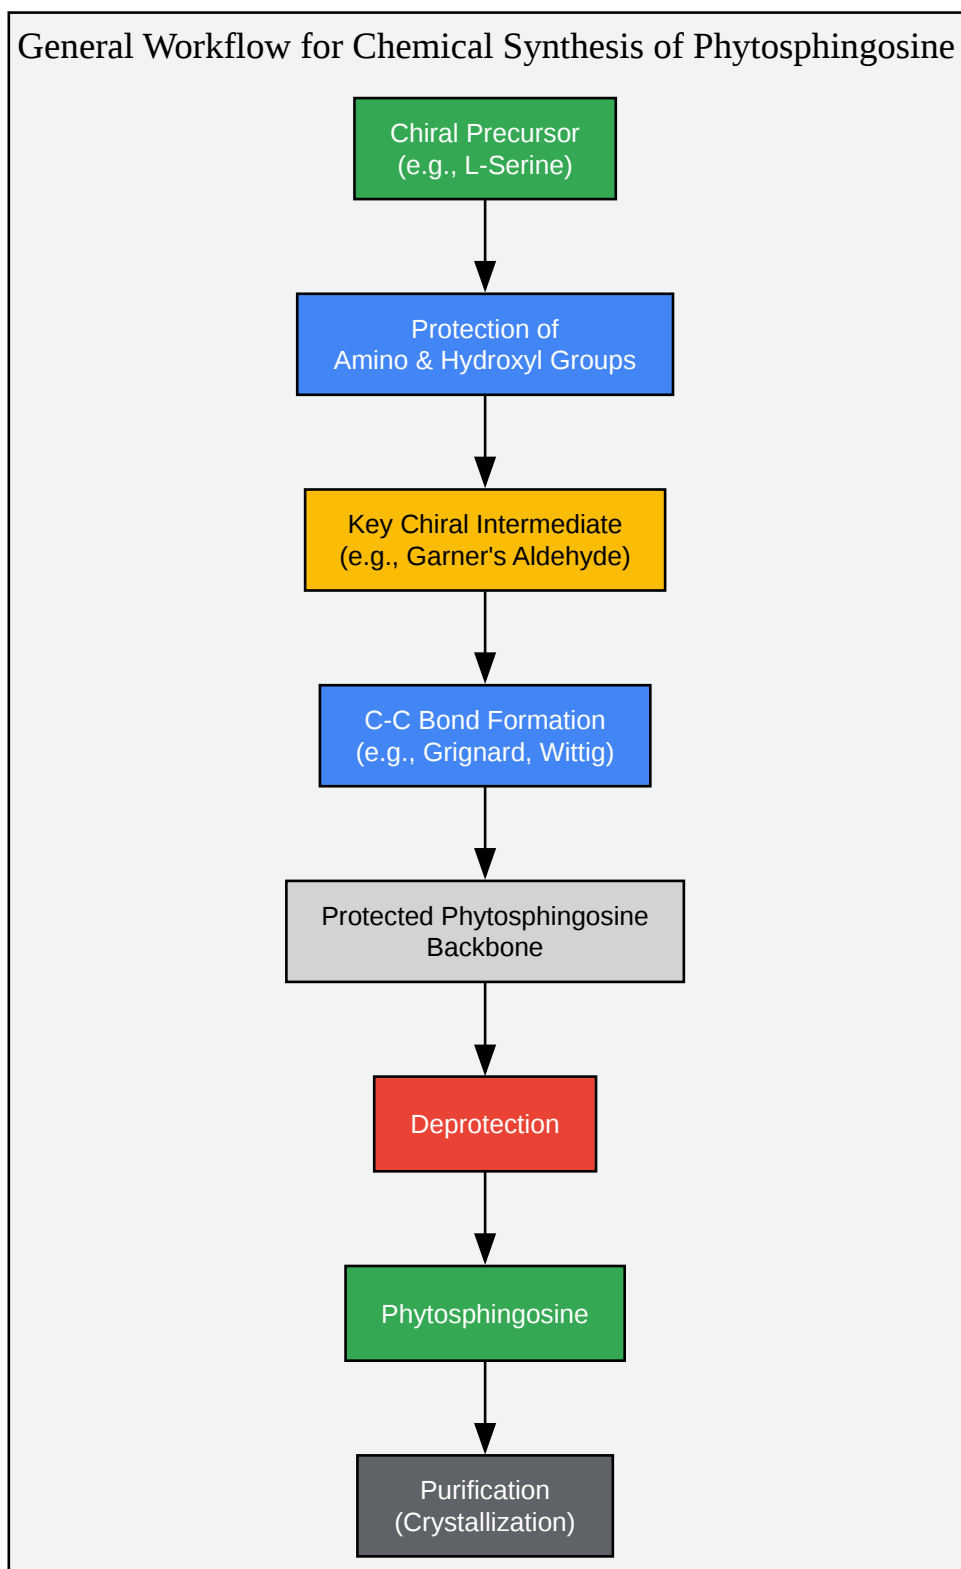 General Workflow for Chemical Synthesis of Phytosphingosine
Chiral Precursor
(e.g., L-Serine)
Protection of
Amino & Hydroxyl Groups
Key Chiral Intermediate
(e.g., Garner's Aldehyde)
C-C Bond Formation
(e.g., Grignard, Wittig)
Protected Phytosphingosine
Backbone
Deprotection
Phytosphingosine
Purification
(Crystallization)